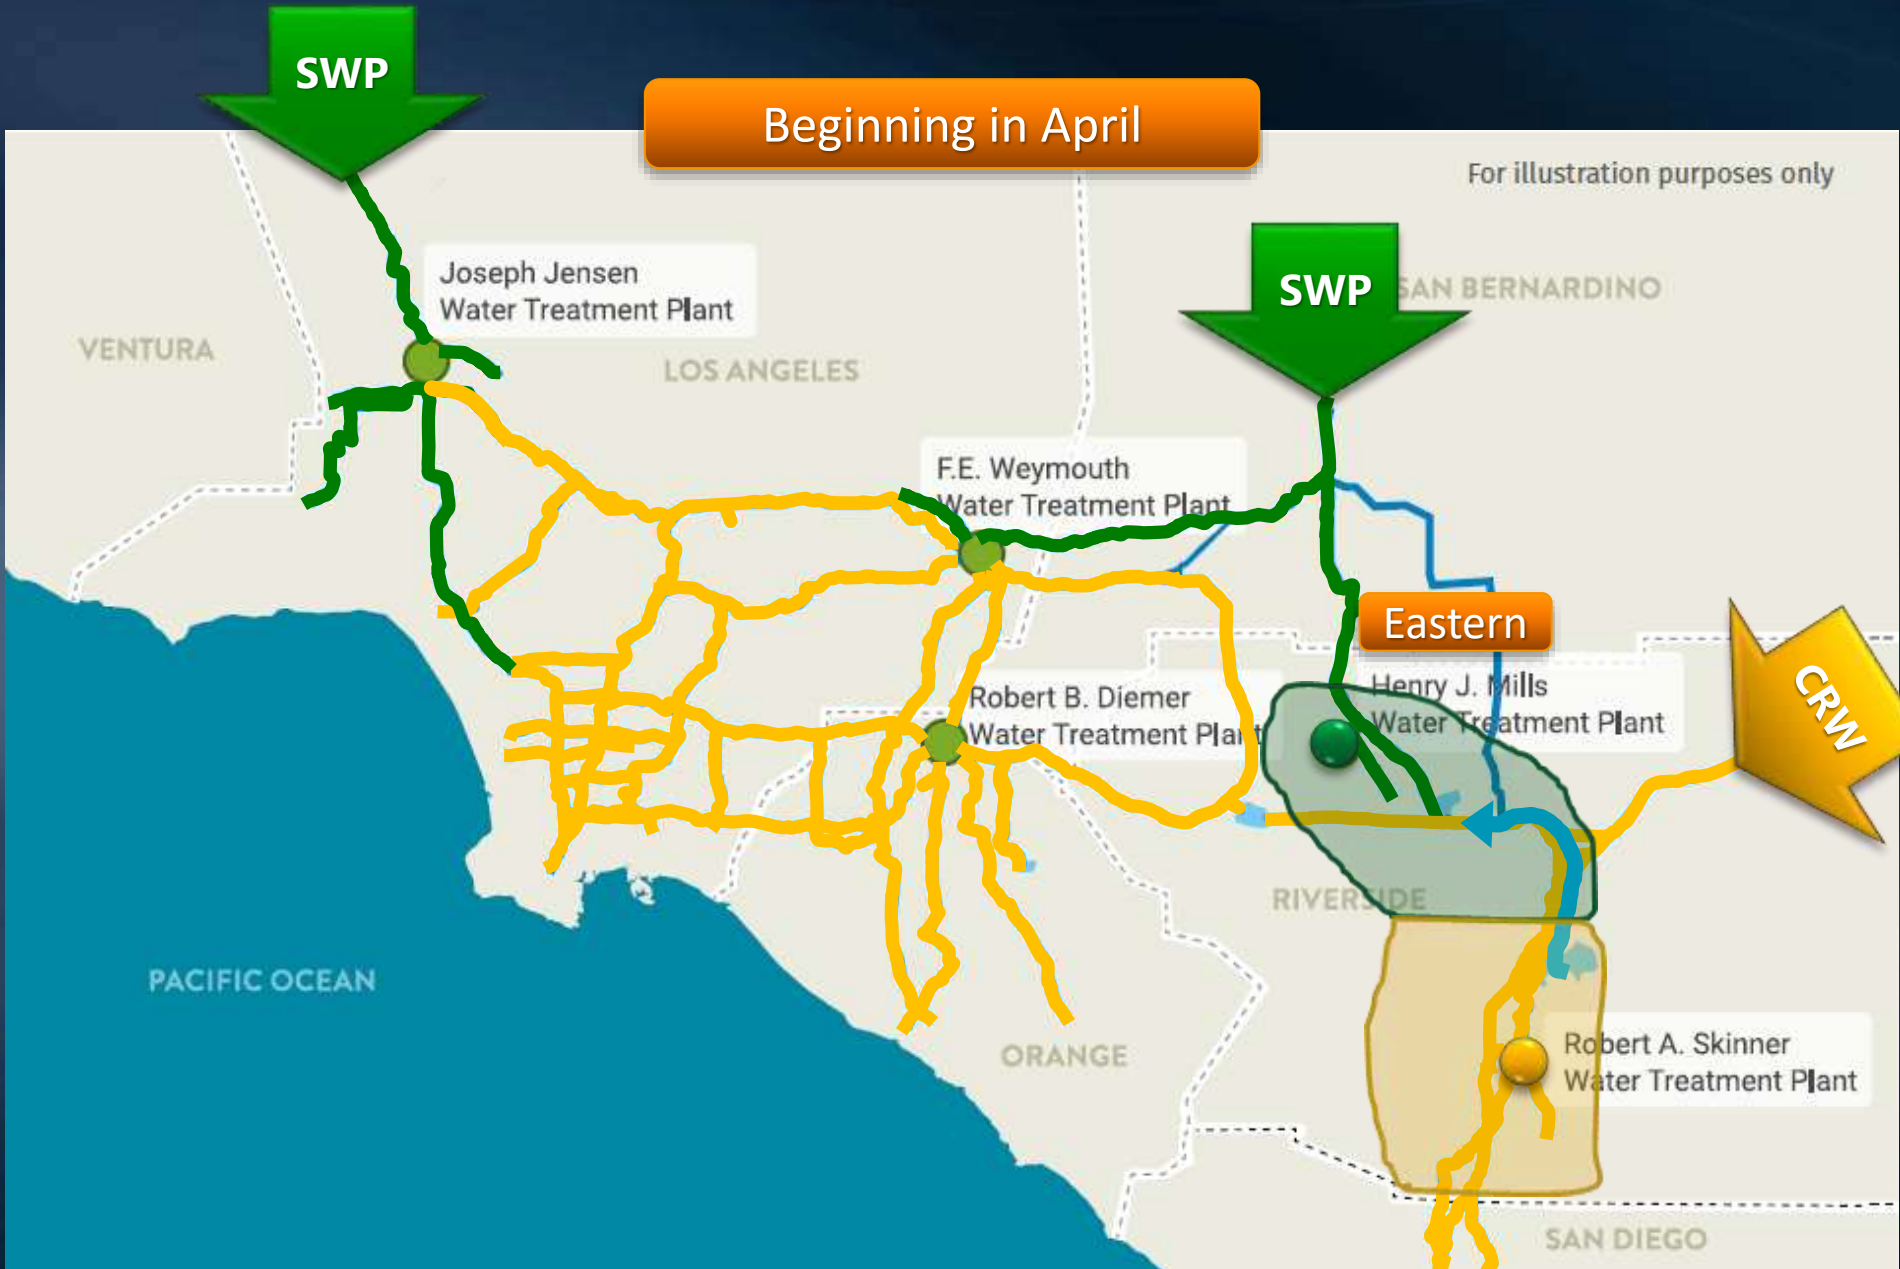 SWP
Beginning in April
For illustration purposes only
Joseph Jensen
Water Treatment Plant
SWP
SAN BERNARDINO
VENTURA
LOS ANGELES
F.E. Weymouth
Water Treatment Plant
Eastern
Henry J. Mills
Water Treatment Plant
CRW
Robert B. Diemer
Water Treatment Plant
RIVERSIDE
PACIFIC OCEAN
ORANGE
Robert A. Skinner
Water Treatment Plant
SAN DIEGO